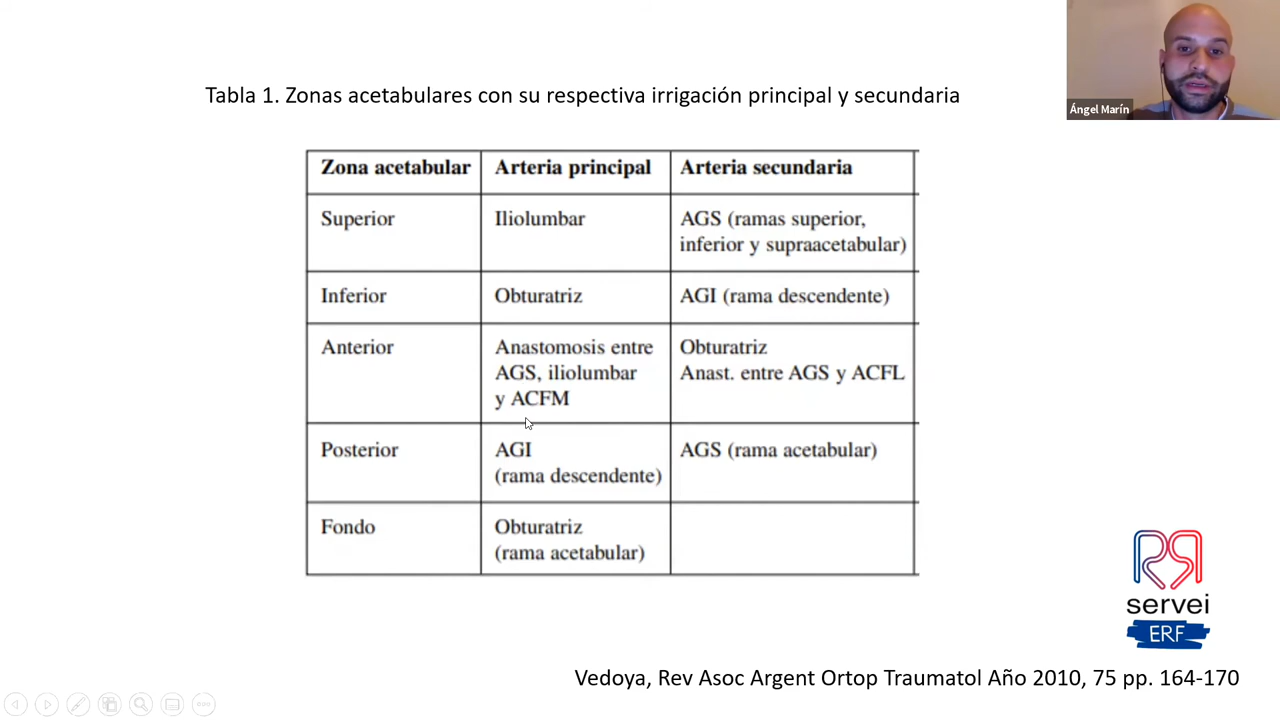 Ángel Marín
Tabla 1. Zonas acetabulares con su respectiva irrigación principal y secundaria
Zona acetabular Arteria principal Arteria secundaria
Superior Iliolumbar AGS (ramas superior,
inferior y supraacetabular)
Inferior Obturatriz AGI (rama descendente)
Anterior Anastomosis entre Obturatriz
AGS, iliolumbar Anast. entre AGS y ACFL
y ACFM
Posterior AGI AGS (rama acetabular)
(rama descendente)
Fondo Obturatriz
(rama acetabular)
servei
ERF
Vedoya, Rev Asoc Argent Ortop Traumatol Año 2010, 75 pp. 164-170